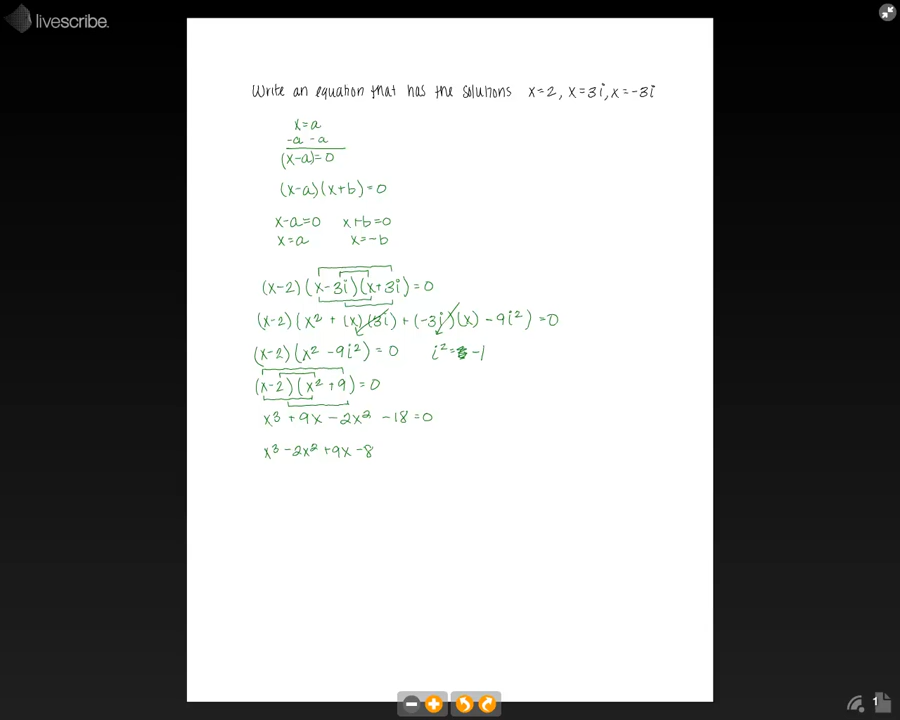 livescribe.
Write an equation that has the solutions x=2, x=3i, x=-3i
x=a
-a -a
(x-a)=0
(x-a)(x+b)=0
x-a=0 x+b=0
x=a x=-b
(x-2)(x-3i)(x+3i)=0
(x-2)(x² + (x)(3i) + (-3i)(x) - 9i²)=0
(x-2)(x² -9i²)=0 i²= -1
(x-2)(x² +9)=0
x³ +9x -2x² -18=0
x³ -2x² +9x -8
1